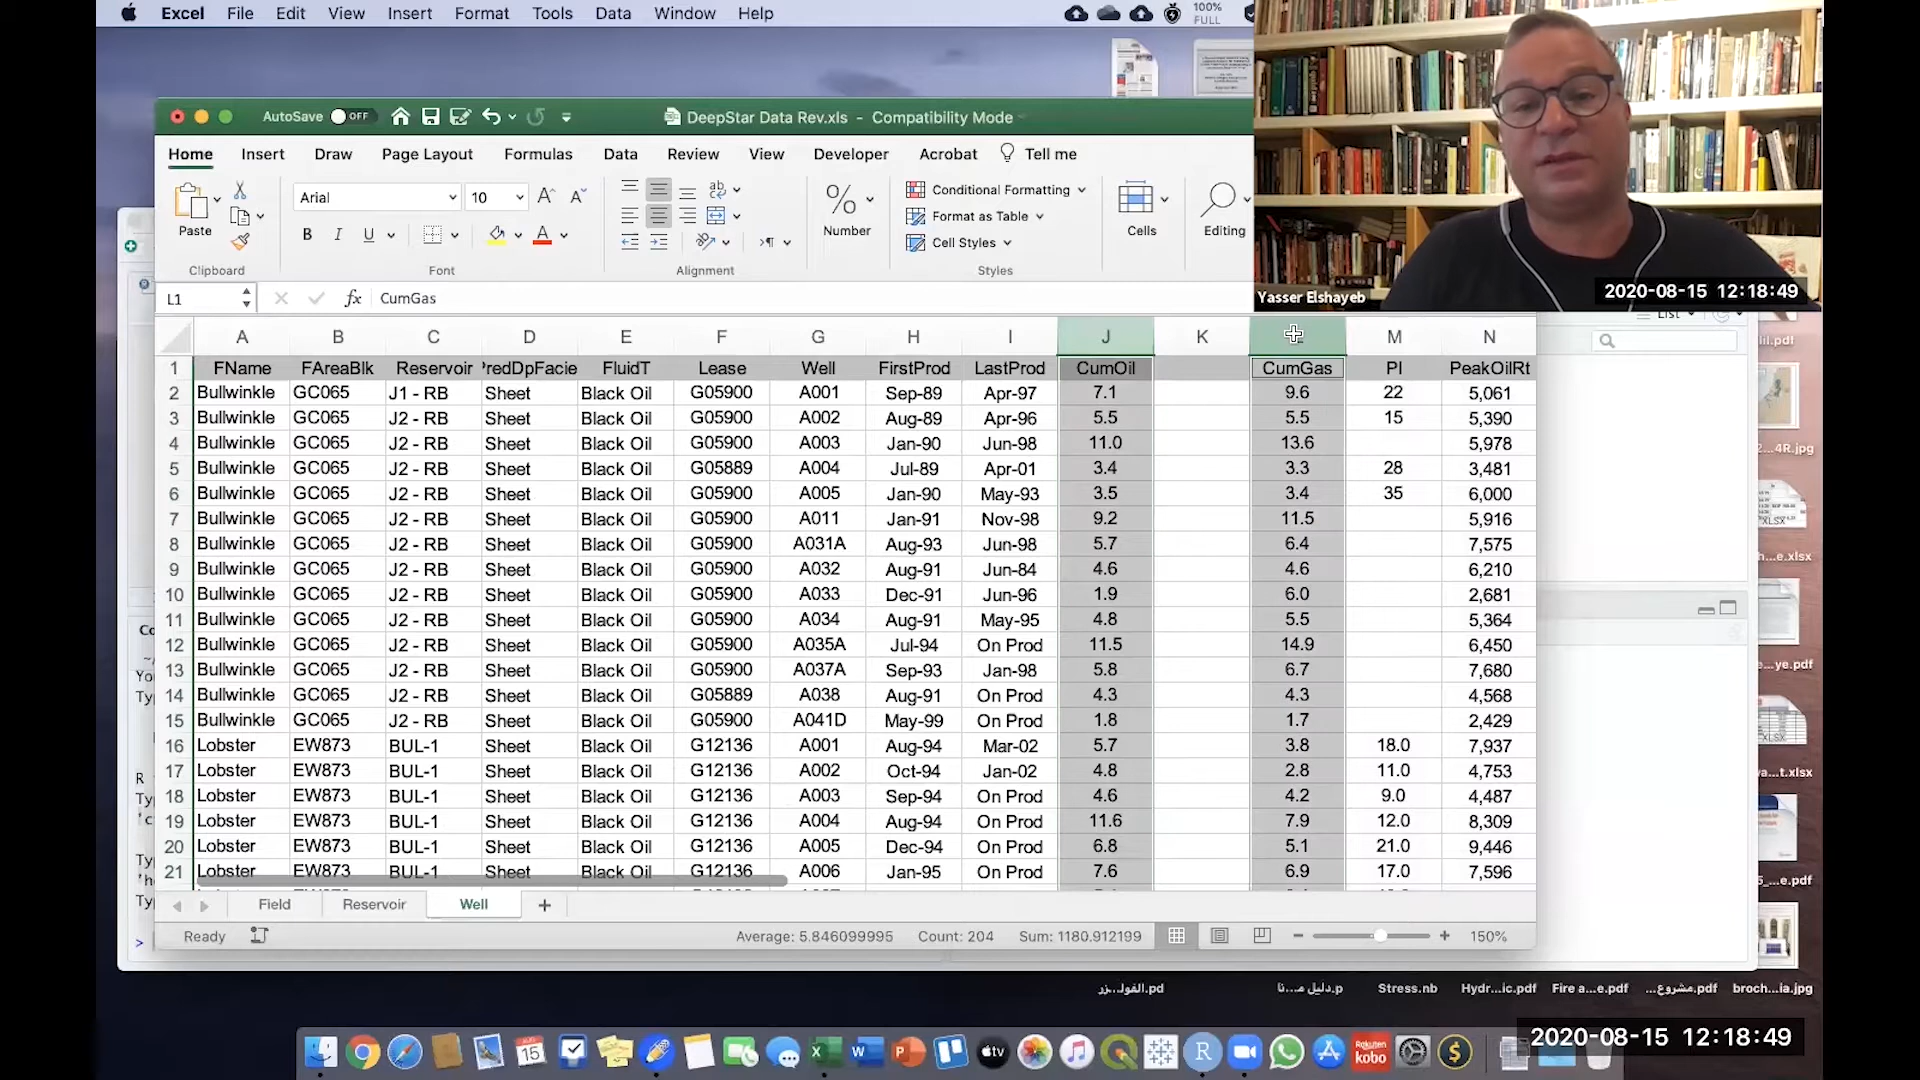 Excel File Edit View Insert Format Tools Data Window Help 100% FULL
AutoSave OFF DeepStar Data Rev.xls - Compatibility Mode
Home Insert Draw Page Layout Formulas Data Review View Developer Acrobat Tell me
Paste Arial 10 Number Conditional Formatting Format as Table Cell Styles Cells Editing
B I U A
Clipboard Font Alignment Styles
Yasser Elshayeb 2020-08-15 12:18:49
L1 fx CumGas
List
A B C D E F G H I J K M N
1 FName FAreaBlk Reservoir PredDpFacie FluidT Lease Well FirstProd LastProd CumOil CumGas PI PeakOilRt
2 Bullwinkle GC065 J1 - RB Sheet Black Oil G05900 A001 Sep-89 Apr-97 7.1 9.6 22 5,061
3 Bullwinkle GC065 J2 - RB Sheet Black Oil G05900 A002 Aug-89 Apr-96 5.5 5.5 15 5,390
4 Bullwinkle GC065 J2 - RB Sheet Black Oil G05900 A003 Jan-90 Jun-98 11.0 13.6 5,978
5 Bullwinkle GC065 J2 - RB Sheet Black Oil G05889 A004 Jul-89 Apr-01 3.4 3.3 28 3,481
6 Bullwinkle GC065 J2 - RB Sheet Black Oil G05900 A005 Jan-90 May-93 3.5 3.4 35 6,000
7 Bullwinkle GC065 J2 - RB Sheet Black Oil G05900 A011 Jan-91 Nov-98 9.2 11.5 5,916
8 Bullwinkle GC065 J2 - RB Sheet Black Oil G05900 A031A Aug-93 Jun-98 5.7 6.4 7,575
9 Bullwinkle GC065 J2 - RB Sheet Black Oil G05900 A032 Aug-91 Jun-84 4.6 4.6 6,210
10 Bullwinkle GC065 J2 - RB Sheet Black Oil G05900 A033 Dec-91 Jun-96 1.9 6.0 2,681
11 Bullwinkle GC065 J2 - RB Sheet Black Oil G05900 A034 Aug-91 May-95 4.8 5.5 5,364
12 Bullwinkle GC065 J2 - RB Sheet Black Oil G05900 A035A Jul-94 On Prod 11.5 14.9 6,450
13 Bullwinkle GC065 J2 - RB Sheet Black Oil G05900 A037A Sep-93 Jan-98 5.8 6.7 7,680
14 Bullwinkle GC065 J2 - RB Sheet Black Oil G05889 A038 Aug-91 On Prod 4.3 4.3 4,568
15 Bullwinkle GC065 J2 - RB Sheet Black Oil G05900 A041D May-99 On Prod 1.8 1.7 2,429
16 Lobster EW873 BUL-1 Sheet Black Oil G12136 A001 Aug-94 Mar-02 5.7 3.8 18.0 7,937
17 Lobster EW873 BUL-1 Sheet Black Oil G12136 A002 Oct-94 Jan-02 4.8 2.8 11.0 4,753
18 Lobster EW873 BUL-1 Sheet Black Oil G12136 A003 Sep-94 On Prod 4.6 4.2 9.0 4,487
19 Lobster EW873 BUL-1 Sheet Black Oil G12136 A004 Aug-94 On Prod 11.6 7.9 12.0 8,309
20 Lobster EW873 BUL-1 Sheet Black Oil G12136 A005 Dec-94 On Prod 6.8 5.1 21.0 9,446
21 Lobster EW873 BUL-1 Sheet Black Oil G12136 A006 Jan-95 On Prod 7.6 6.9 17.0 7,596
Field Reservoir Well +
Ready Average: 5.846099995 Count: 204 Sum: 1180.912199 150%
...4R.jpg
h...e.xlsx
...ye.pdf
...t.xlsx
5_...e.pdf
Stress.nb Hydr...ic.pdf Fire a...e.pdf مشروع....pdf broch...ia.jpg
AUG 15 tv Rakuten kobo
2020-08-15 12:18:49